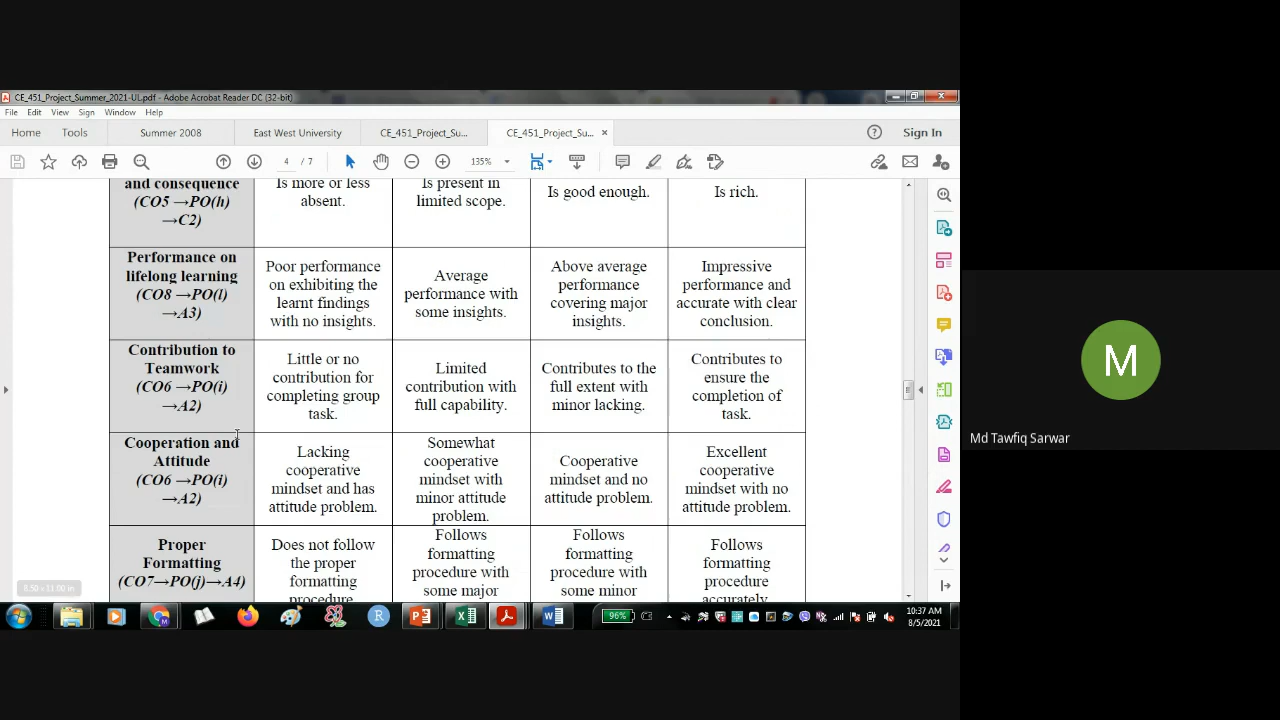 CE_451_Project_Summer_2021-UL.pdf - Adobe Acrobat Reader DC (32-bit)
File Edit View Sign Window Help
Home Tools Summer 2008 East West University CE_451_Project_Su... CE_451_Project_Su... × Sign In
4 / 7 135%
and consequence
(CO5 →PO(h)
→C2)
Is more or less
absent.
Is present in
limited scope.
Is good enough.
Is rich.
Performance on
lifelong learning
(CO8 →PO(l)
→A3)
Poor performance
on exhibiting the
learnt findings
with no insights.
Average
performance with
some insights.
Above average
performance
covering major
insights.
Impressive
performance and
accurate with clear
conclusion.
Contribution to
Teamwork
(CO6 →PO(i)
→A2)
Little or no
contribution for
completing group
task.
Limited
contribution with
full capability.
Contributes to the
full extent with
minor lacking.
Contributes to
ensure the
completion of
task.
Cooperation and
Attitude
(CO6 →PO(i)
→A2)
Lacking
cooperative
mindset and has
attitude problem.
Somewhat
cooperative
mindset with
minor attitude
problem.
Cooperative
mindset and no
attitude problem.
Excellent
cooperative
mindset with no
attitude problem.
Proper
Formatting
(CO7→PO(j)→A4)
Does not follow
the proper
formatting
procedure
Follows
formatting
procedure with
some major
Follows
formatting
procedure with
some minor
Follows
formatting
procedure
accurately
8.50 x 11.00 in
96%
10:37 AM
8/5/2021
M
Md Tawfiq Sarwar